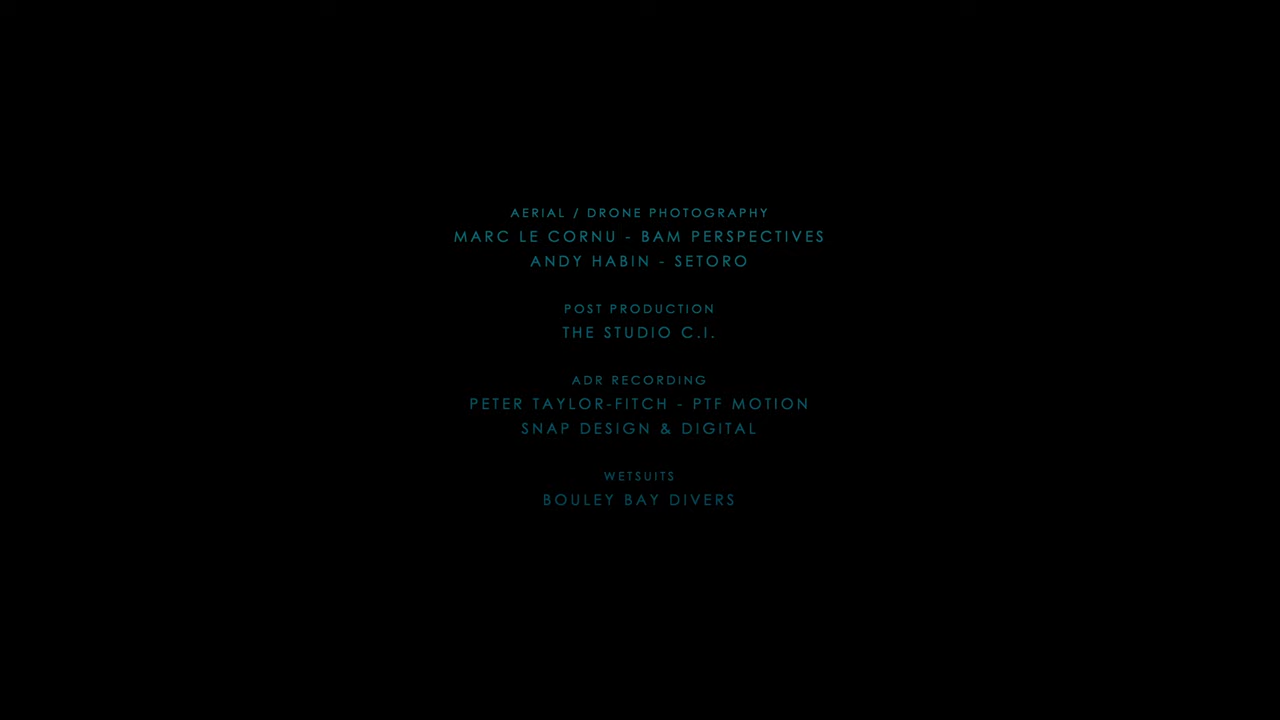 AERIAL / DRONE PHOTOGRAPHY
MARC LE CORNU - BAM PERSPECTIVES
ANDY HABIN - SETORO
POST PRODUCTION
THE STUDIO C.I.
ADR RECORDING
PETER TAYLOR-FITCH - PTF MOTION
SNAP DESIGN & DIGITAL
WETSUITS
BOULEY BAY DIVERS